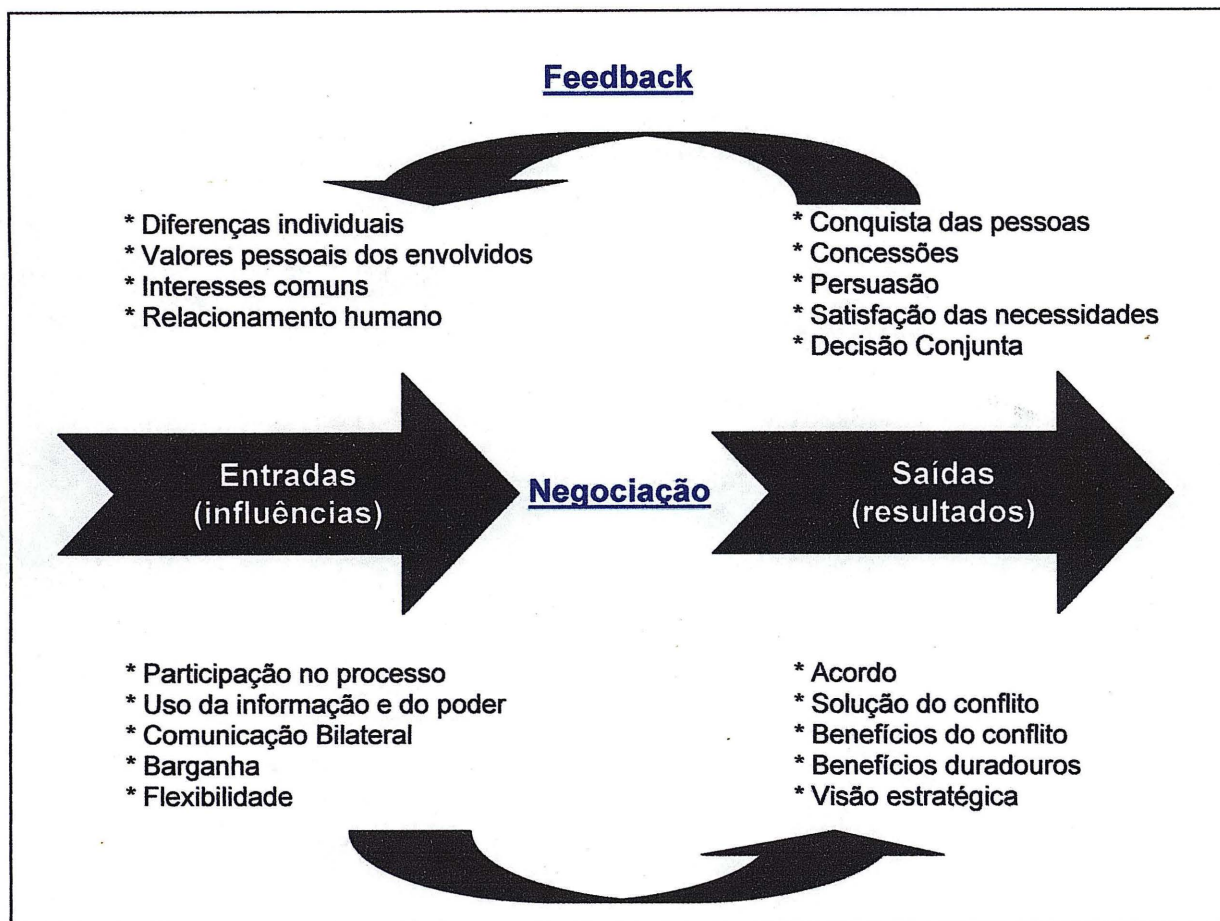 Feedback
* Diferenças individuais
* Valores pessoais dos envolvidos
* Interesses comuns
* Relacionamento humano
* Conquista das pessoas
* Concessões
* Persuasão
* Satisfação das necessidades
* Decisão Conjunta
Entradas
(influências)
Negociação
Saídas
(resultados)
* Participação no processo
* Uso da informação e do poder
* Comunicação Bilateral
* Barganha
* Flexibilidade
* Acordo
* Solução do conflito
* Benefícios do conflito
* Benefícios duradouros
* Visão estratégica